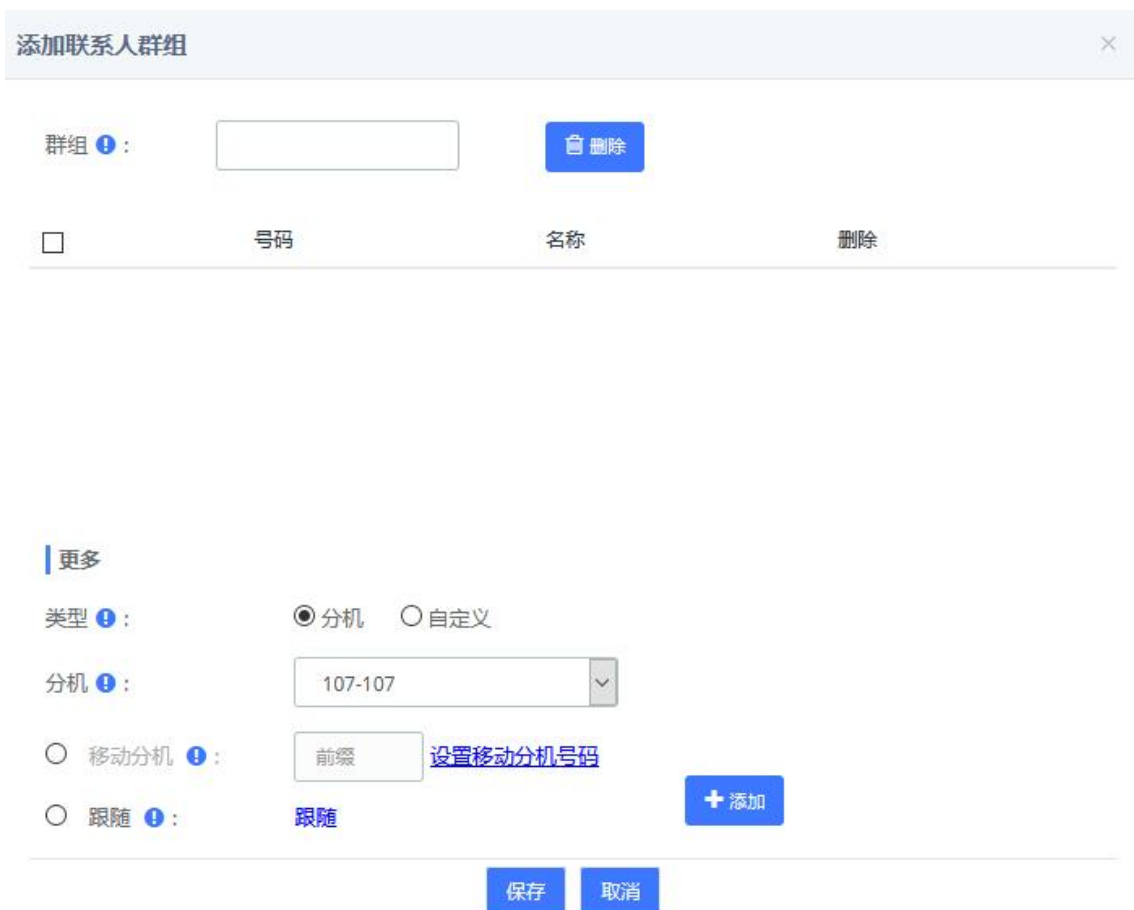 添加联系人群组
群组 : 删除
号码 名称 删除
更多
类型 : 分机 自定义
分机 : 107-107
移动分机 : 前缀 设置移动分机号码
添加
跟随 : 跟随
保存 取消